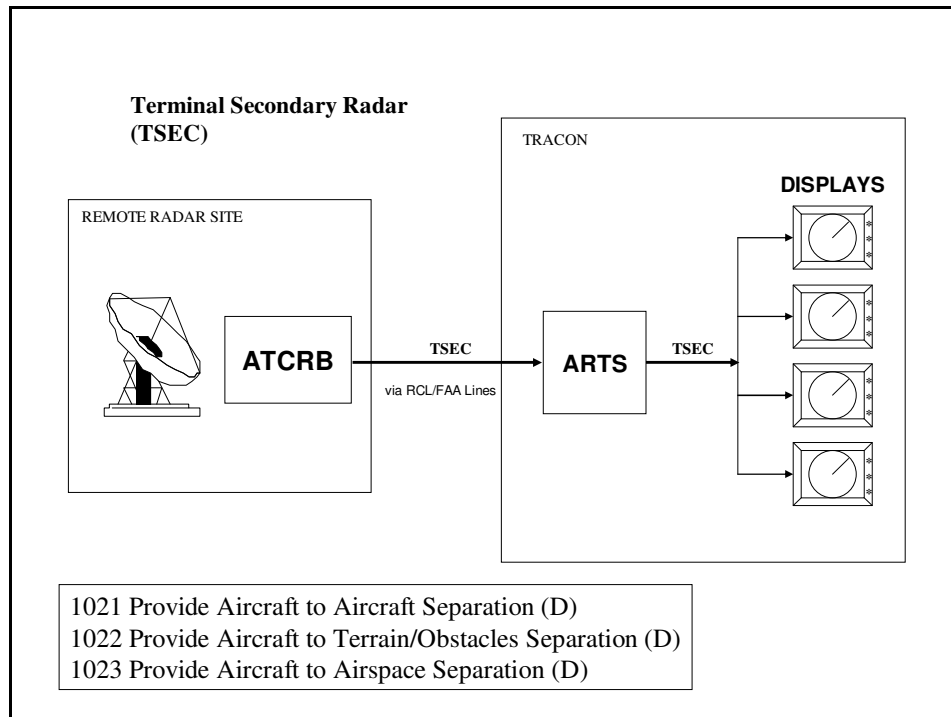 Terminal Secondary Radar
(TSEC)
TRACON
DISPLAYS
REMOTE RADAR SITE
ATCRB
TSEC
via RCL/FAA Lines
ARTS
TSEC
1021 Provide Aircraft to Aircraft Separation (D)
1022 Provide Aircraft to Terrain/Obstacles Separation (D)
1023 Provide Aircraft to Airspace Separation (D)